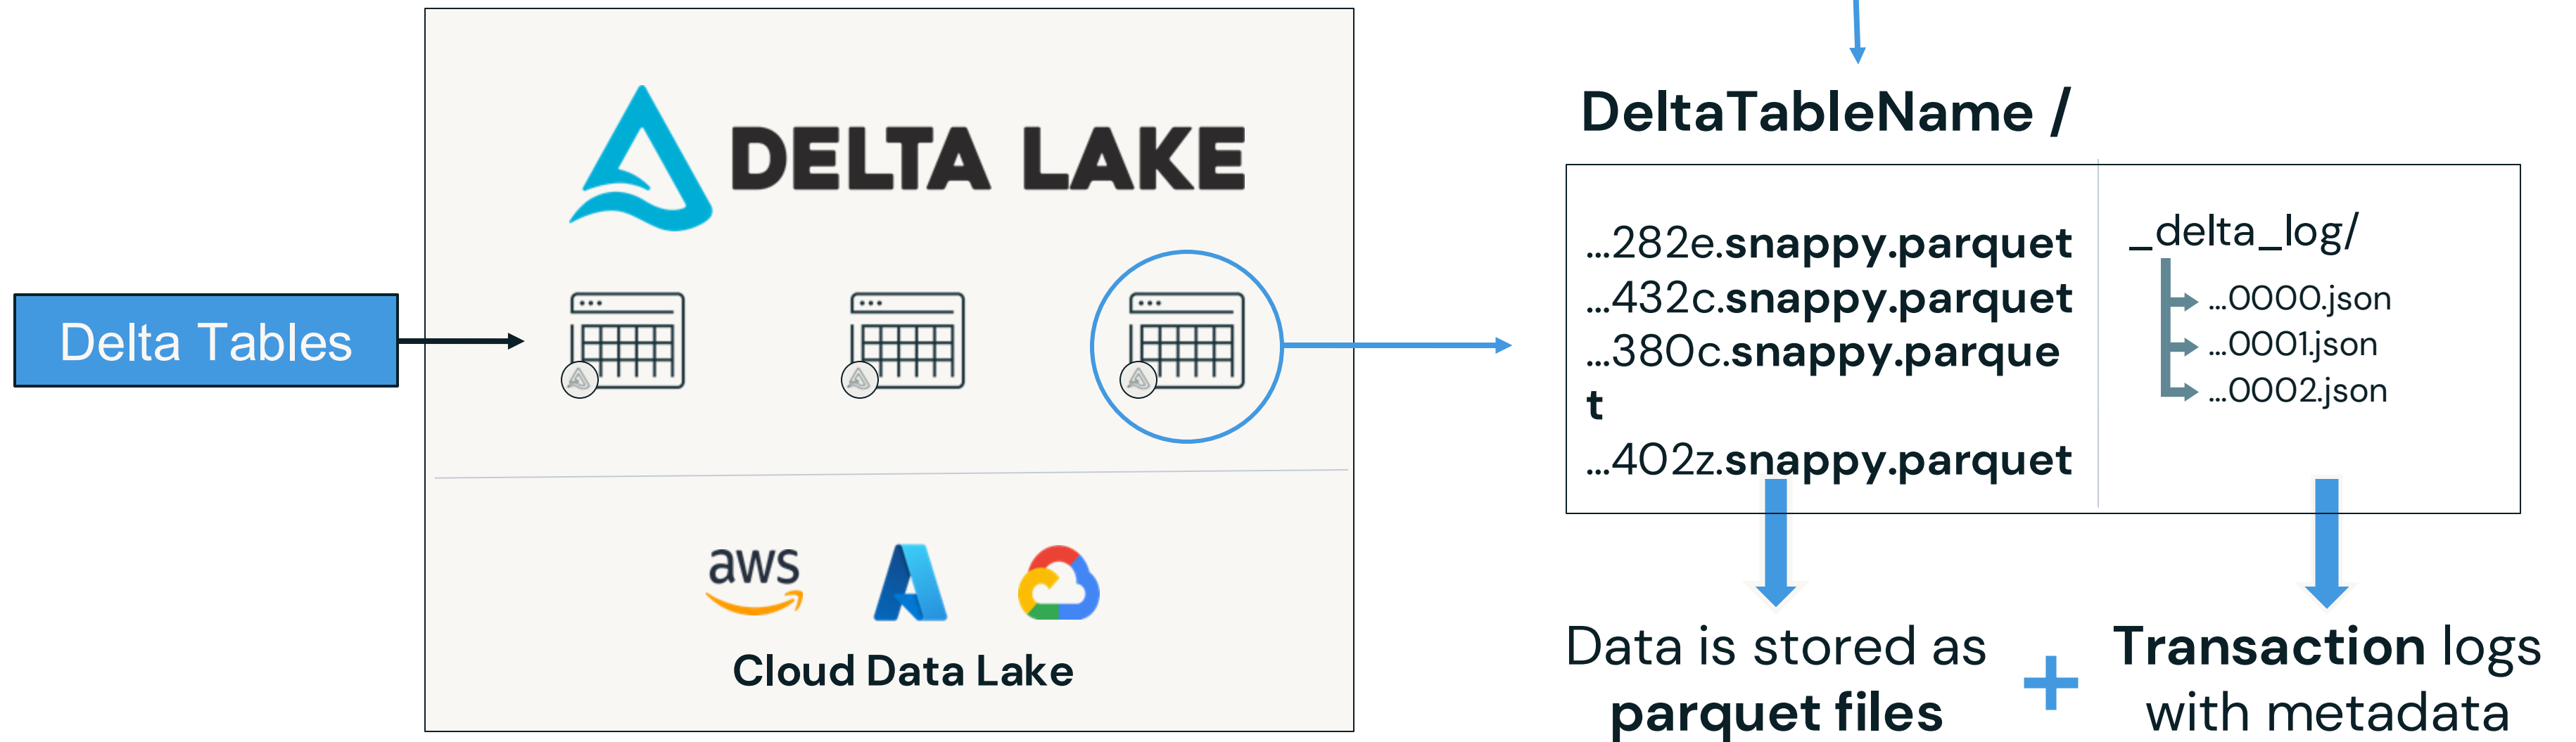 Delta Tables
DELTA LAKE
aws
Cloud Data Lake
DeltaTableName /
...282e.snappy.parquet
...432c.snappy.parquet
...380c.snappy.parque
t
...402z.snappy.parquet
_delta_log/
...0000.json
...0001.json
...0002.json
Data is stored as
parquet files
+
Transaction logs
with metadata